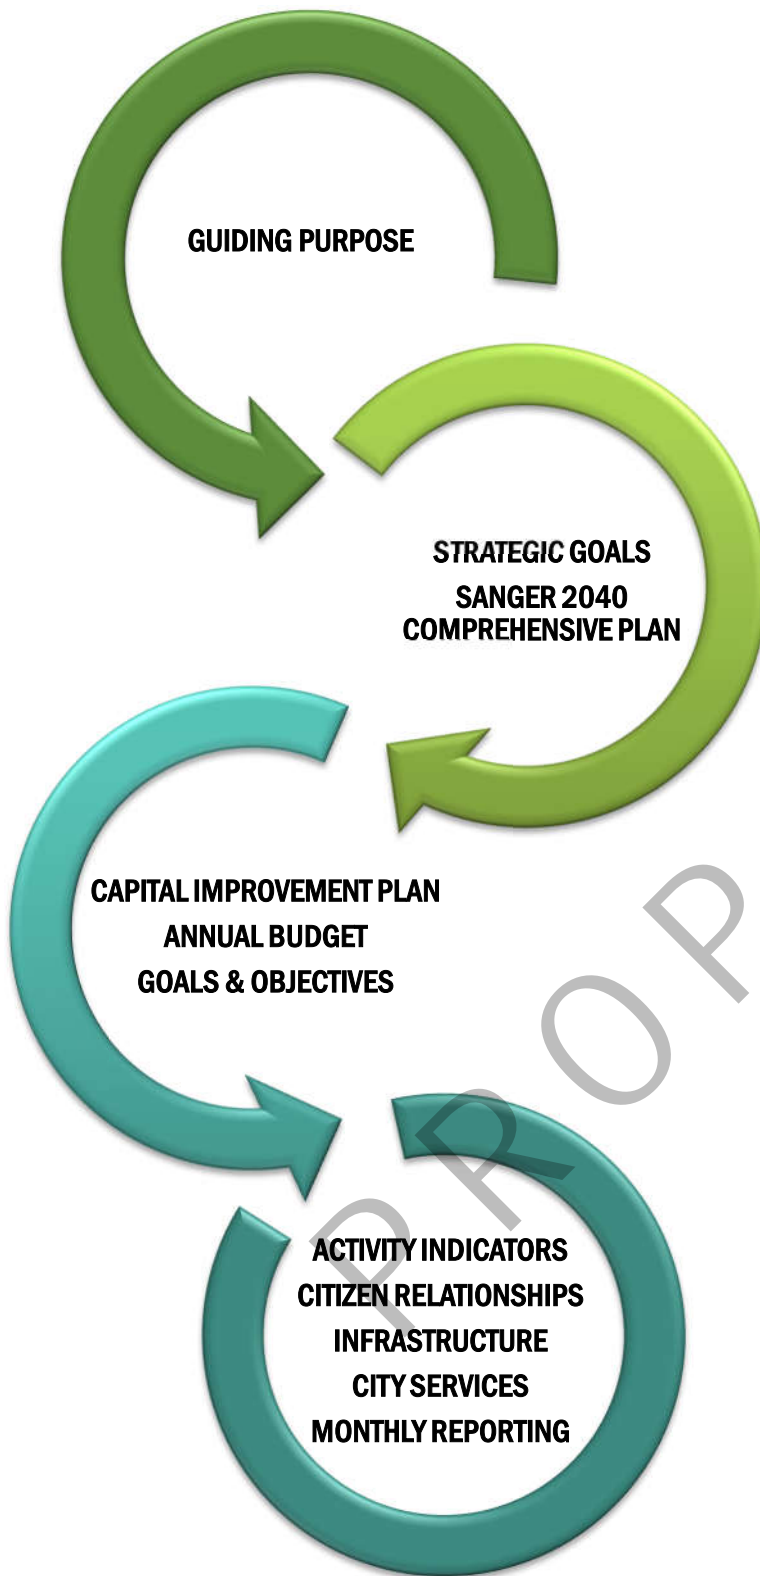 GUIDING PURPOSE
STRATEGIC GOALS
SANGER 2040
COMPREHENSIVE PLAN
CAPITAL IMPROVEMENT PLAN
ANNUAL BUDGET
GOALS & OBJECTIVES
ACTIVITY INDICATORS
CITIZEN RELATIONSHIPS
INFRASTRUCTURE
CITY SERVICES
MONTHLY REPORTING
PROP